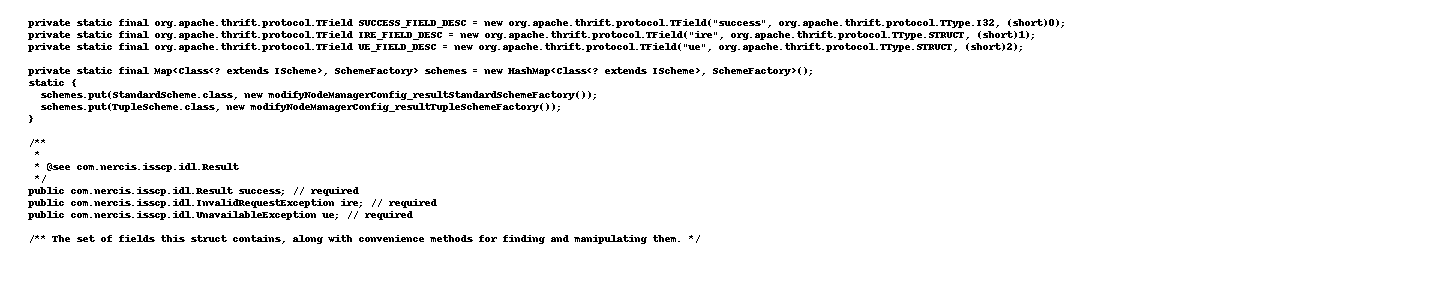 private static final org.apache.thrift.protocol.TField SUCCESS_FIELD_DESC = new org.apache.thrift.protocol.TField("success", org.apache.thrift.protocol.TType.I32, (short)0);
private static final org.apache.thrift.protocol.TField IRE_FIELD_DESC = new org.apache.thrift.protocol.TField("ire", org.apache.thrift.protocol.TType.STRUCT, (short)1);
private static final org.apache.thrift.protocol.TField UE_FIELD_DESC = new org.apache.thrift.protocol.TField("ue", org.apache.thrift.protocol.TType.STRUCT, (short)2);

private static final Map<Class<? extends IScheme>, SchemeFactory> schemes = new HashMap<Class<? extends IScheme>, SchemeFactory>();
static {
  schemes.put(StandardScheme.class, new modifyNodeManagerConfig_resultStandardSchemeFactory());
  schemes.put(TupleScheme.class, new modifyNodeManagerConfig_resultTupleSchemeFactory());
}

/**
 *
 * @see com.nercis.isscp.idl.Result
 */
public com.nercis.isscp.idl.Result success; // required
public com.nercis.isscp.idl.InvalidRequestException ire; // required
public com.nercis.isscp.idl.UnavailableException ue; // required

/** The set of fields this struct contains, along with convenience methods for finding and manipulating them. */